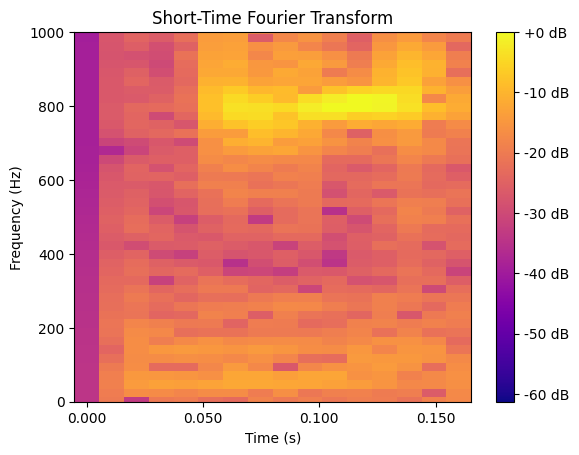 Short-Time Fourier Transform
Frequency (Hz)
1000
800
600
400
200
0
0.000
0.050
0.100
0.150
Time (s)
+0 dB
-10 dB
-20 dB
-30 dB
-40 dB
-50 dB
-60 dB